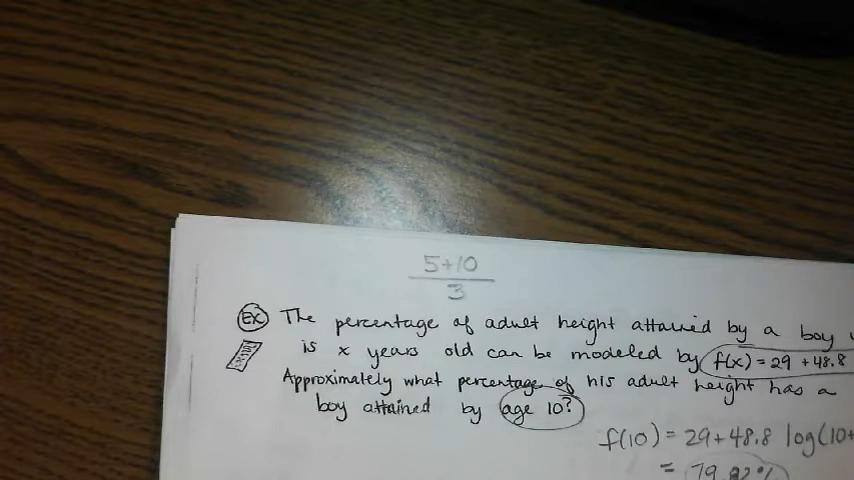 5+10
3
EX The percentage of adult height attained by a boy
is x years old can be modeled by f(x) = 29 + 48.8
Approximately what percentage of his adult height has a
boy attained by age 10?
f(10) = 29 + 48.8 log(10+
= 79.82%